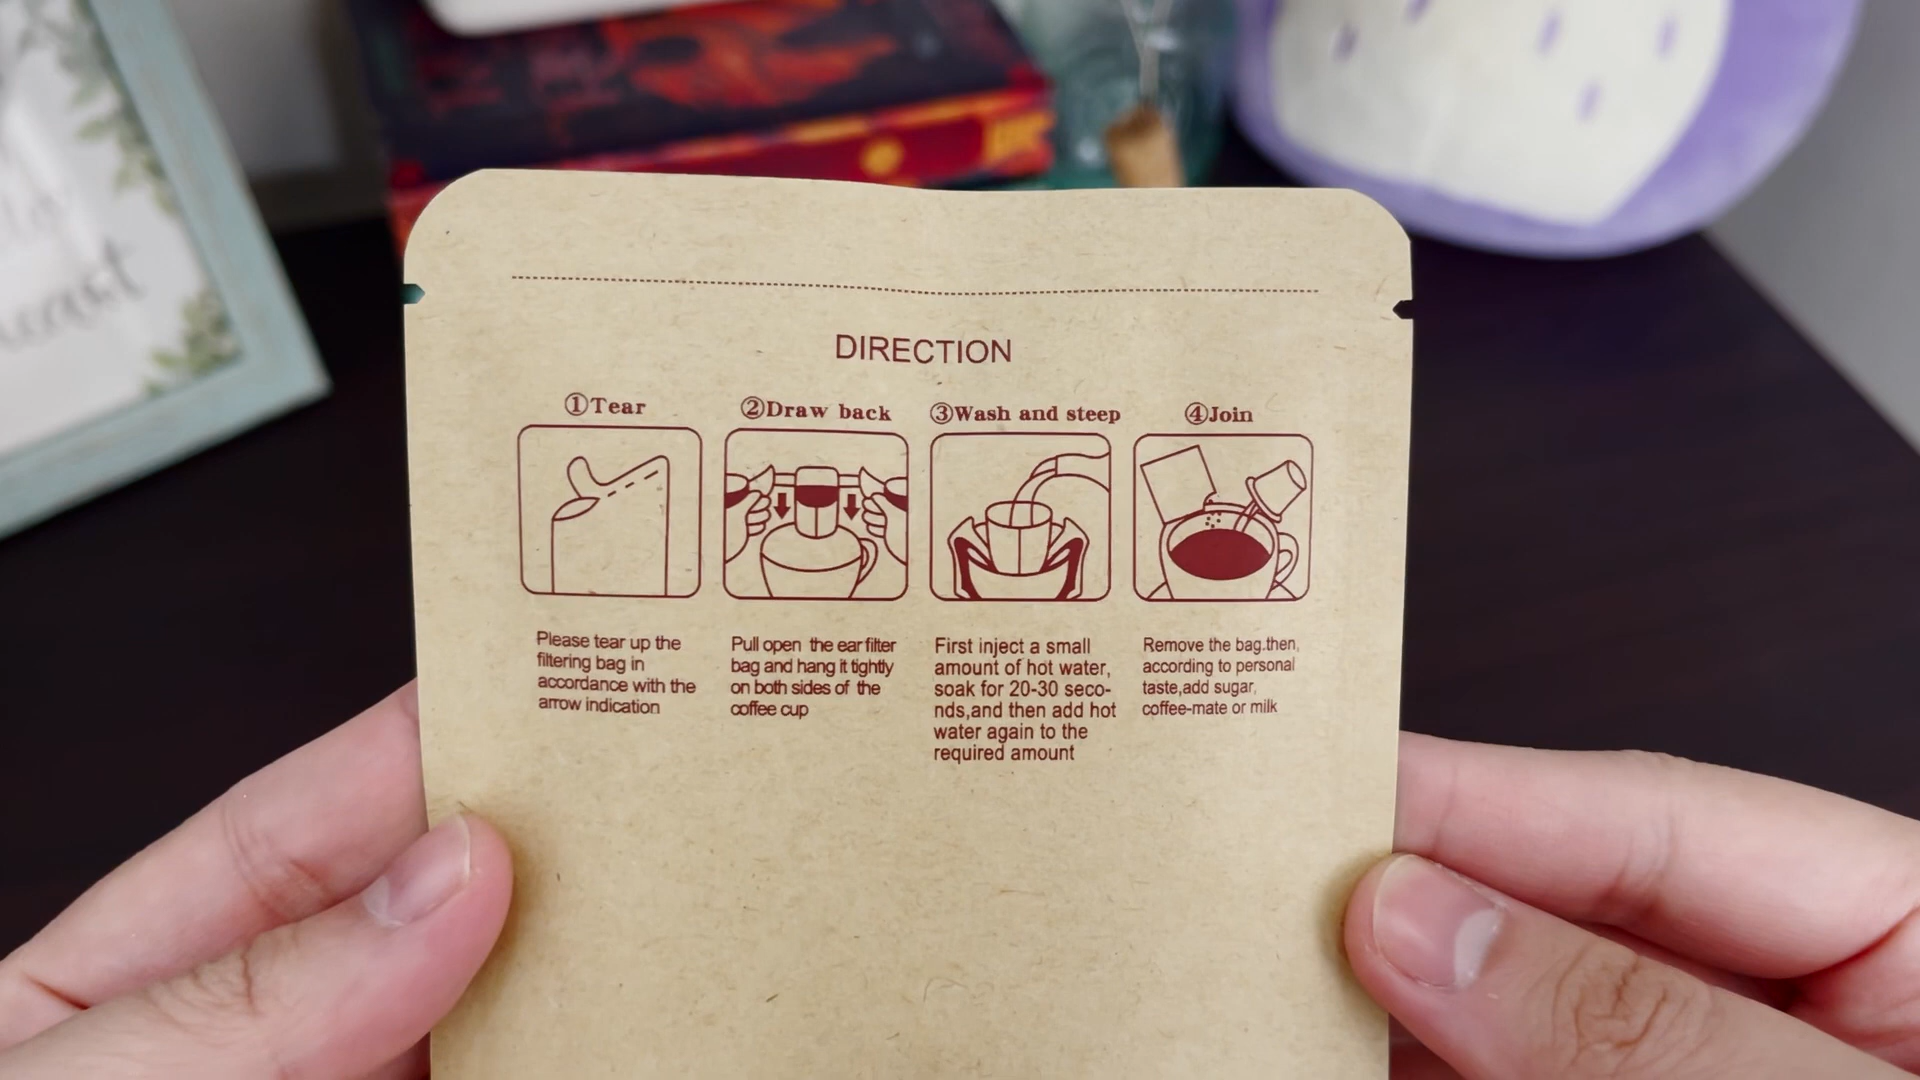 DIRECTION
①Tear
②Draw back
③Wash and steep
④Join
Please tear up the
filtering bag in
accordance with the
arrow indication
Pull open the ear filter
bag and hang it tightly
on both sides of the
coffee cup
First inject a small
amount of hot water,
soak for 20-30 seco-
nds,and then add hot
water again to the
required amount
Remove the bag.then,
according to personal
taste,add sugar,
coffee-mate or milk